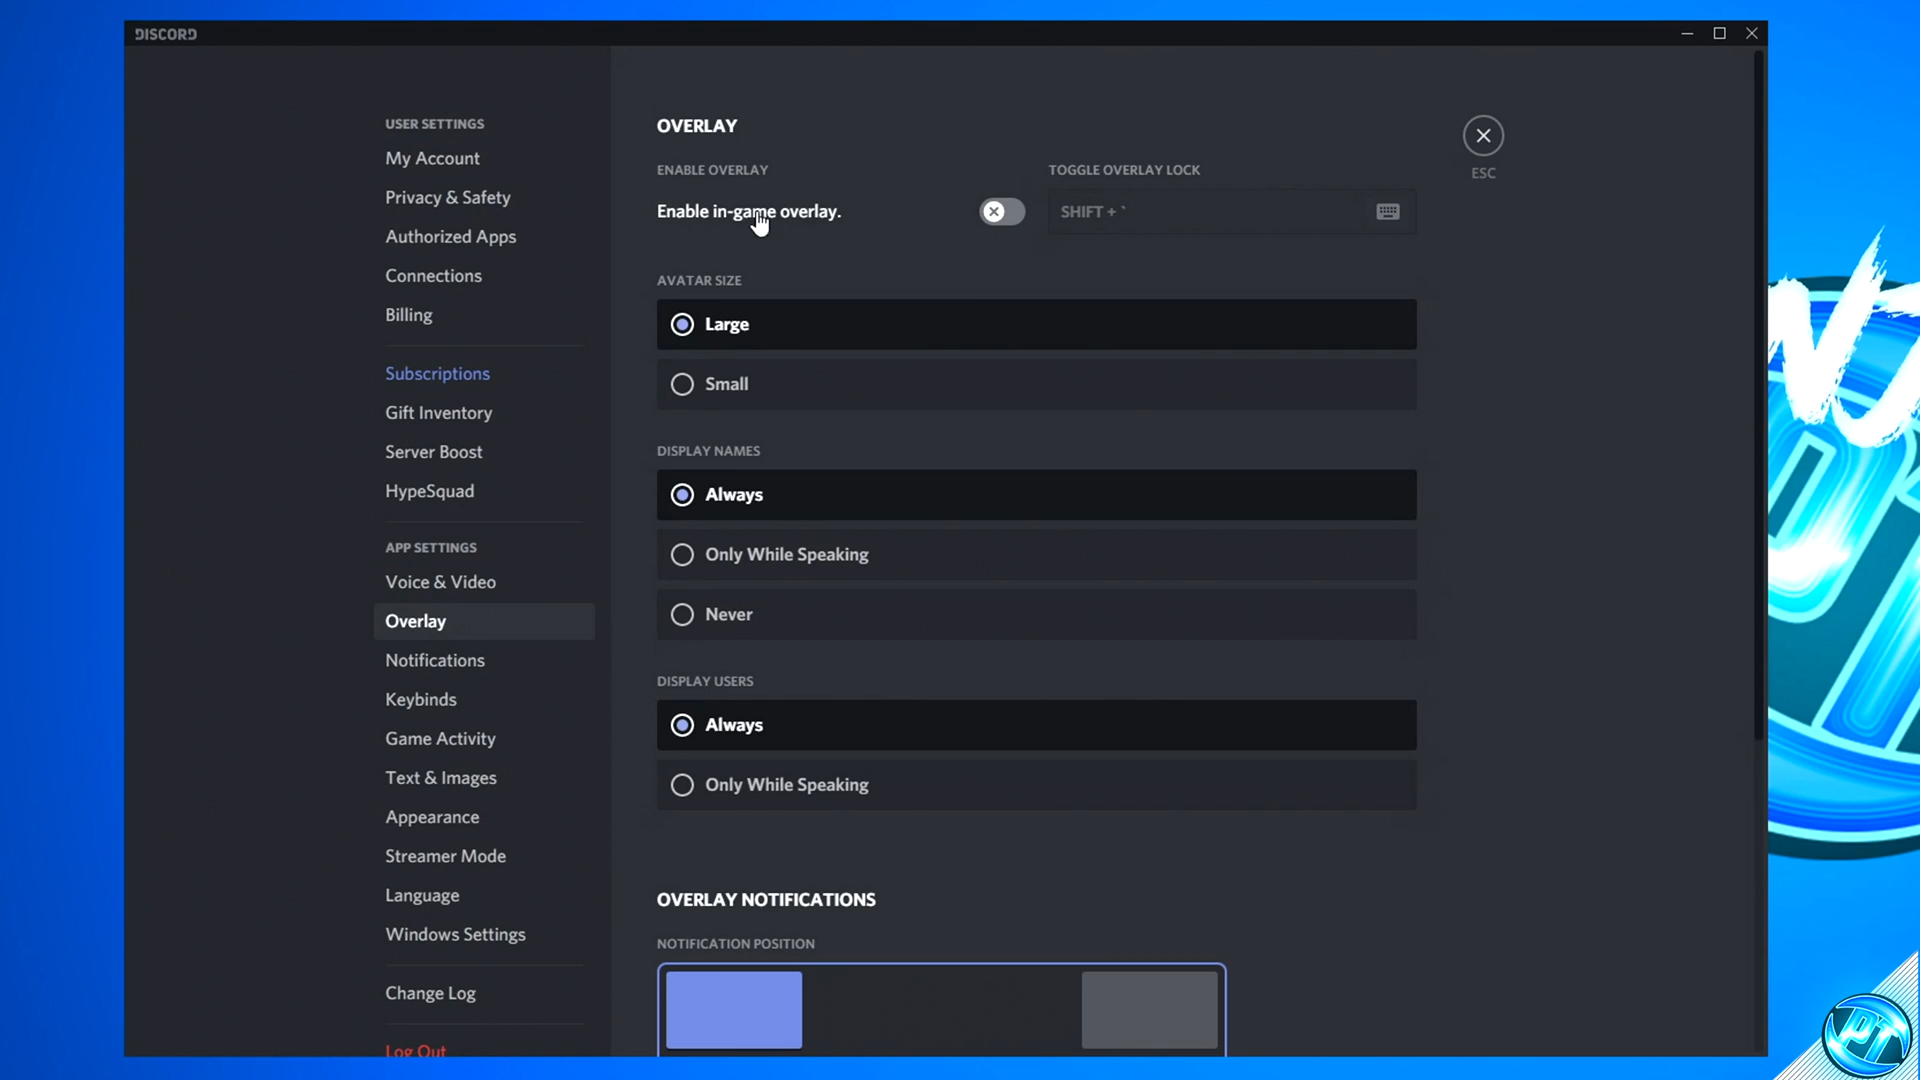 DISCORD
USER SETTINGS
My Account
Privacy & Safety
Authorized Apps
Connections
Billing
Subscriptions
Gift Inventory
Server Boost
HypeSquad
APP SETTINGS
Voice & Video
Overlay
Notifications
Keybinds
Game Activity
Text & Images
Appearance
Streamer Mode
Language
Windows Settings
Change Log
Log Out
OVERLAY
ENABLE OVERLAY
Enable in-game overlay.
TOGGLE OVERLAY LOCK
SHIFT + `
ESC
AVATAR SIZE
Large
Small
DISPLAY NAMES
Always
Only While Speaking
Never
DISPLAY USERS
Always
Only While Speaking
OVERLAY NOTIFICATIONS
NOTIFICATION POSITION
PT